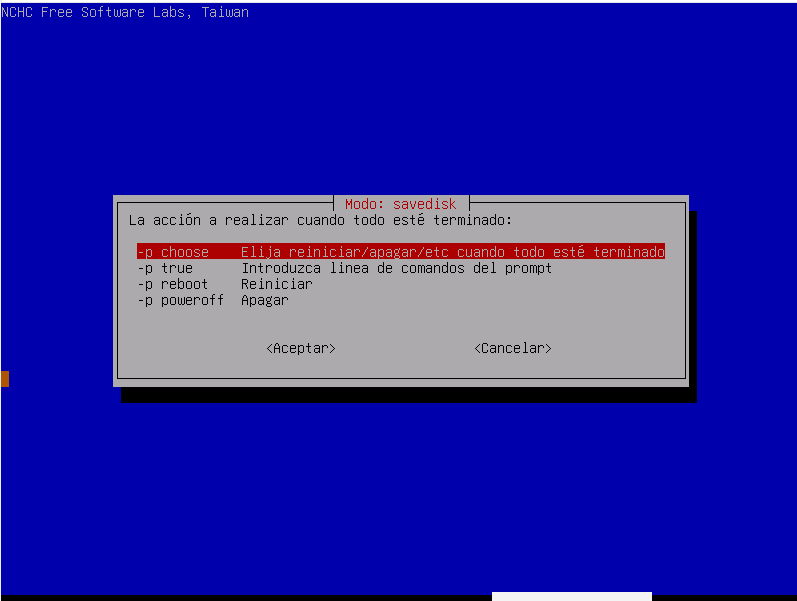 NCHC Free Software Labs, Taiwan
Modo: savedisk
La acción a realizar cuando todo esté terminado:
-p choose Elija reiniciar/apagar/etc cuando todo esté terminado
-p true Introduzca linea de comandos del prompt
-p reboot Reiniciar
-p poweroff Apagar
<Aceptar> <Cancelar>